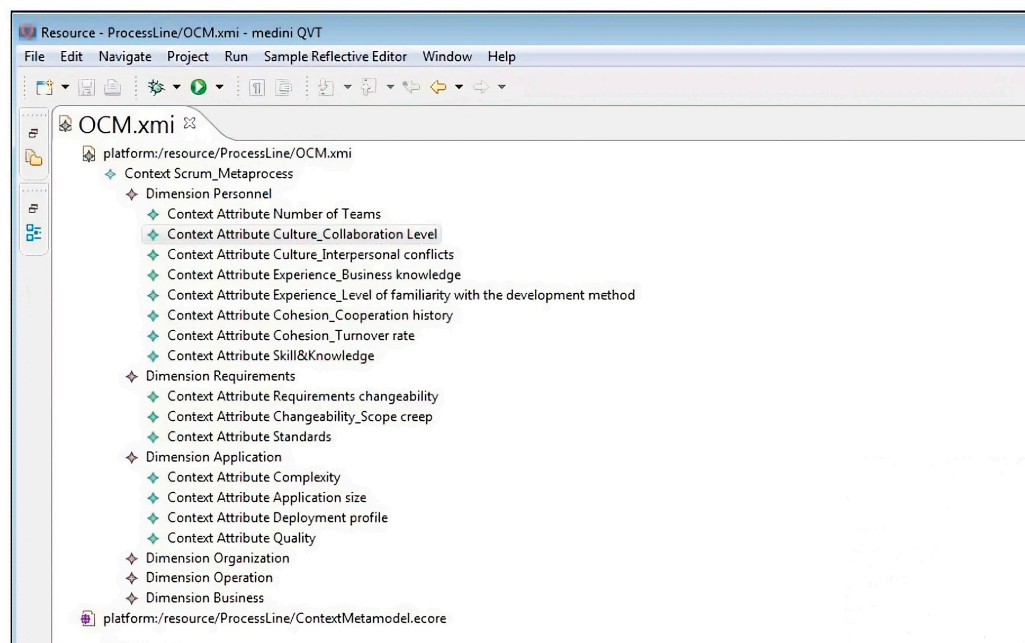 Resource - ProcessLine/OCM.xmi - medini QVT
File Edit Navigate Project Run Sample Reflective Editor Window Help
OCM.xmi
platform:/resource/ProcessLine/OCM.xmi
Context Scrum_Metaprocess
Dimension Personnel
Context Attribute Number of Teams
Context Attribute Culture_Collaboration Level
Context Attribute Culture_Interpersonal conflicts
Context Attribute Experience_Business knowledge
Context Attribute Experience_Level of familiarity with the development method
Context Attribute Cohesion_Cooperation history
Context Attribute Cohesion_Turnover rate
Context Attribute Skill&Knowledge
Dimension Requirements
Context Attribute Requirements changeability
Context Attribute Changeability_Scope creep
Context Attribute Standards
Dimension Application
Context Attribute Complexity
Context Attribute Application size
Context Attribute Deployment profile
Context Attribute Quality
Dimension Organization
Dimension Operation
Dimension Business
platform:/resource/ProcessLine/ContextMetamodel.ecore